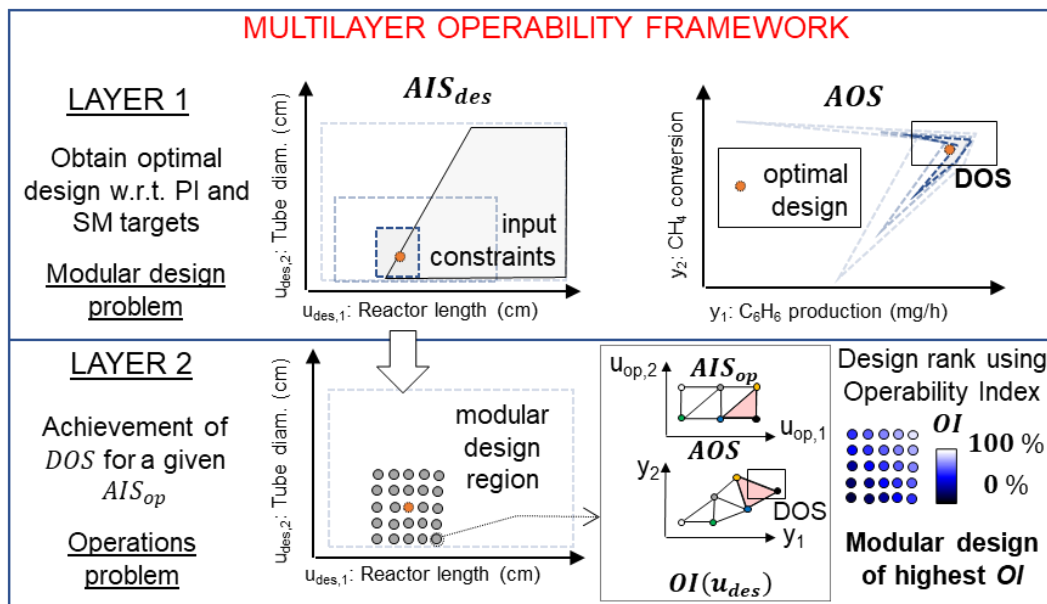 MULTILAYER OPERABILITY FRAMEWORK
LAYER 1
Obtain optimal
design w.r.t. PI and
SM targets
Modular design
problem
AIS_des
u_des,2: Tube diam. (cm)
input
constraints
u_des,1: Reactor length (cm)
AOS
y₂: CH₄ conversion
optimal
design
DOS
y₁: C₆H₆ production (mg/h)
LAYER 2
Achievement of
DOS for a given
AIS_op
Operations
problem
u_des,2: Tube diam. (cm)
modular
design
region
u_des,1: Reactor length (cm)
u_op,2
AIS_op
u_op,1
AOS
y₂
DOS
y₁
OI(u_des)
Design rank using
Operability Index
OI
100 %
0 %
Modular design
of highest OI